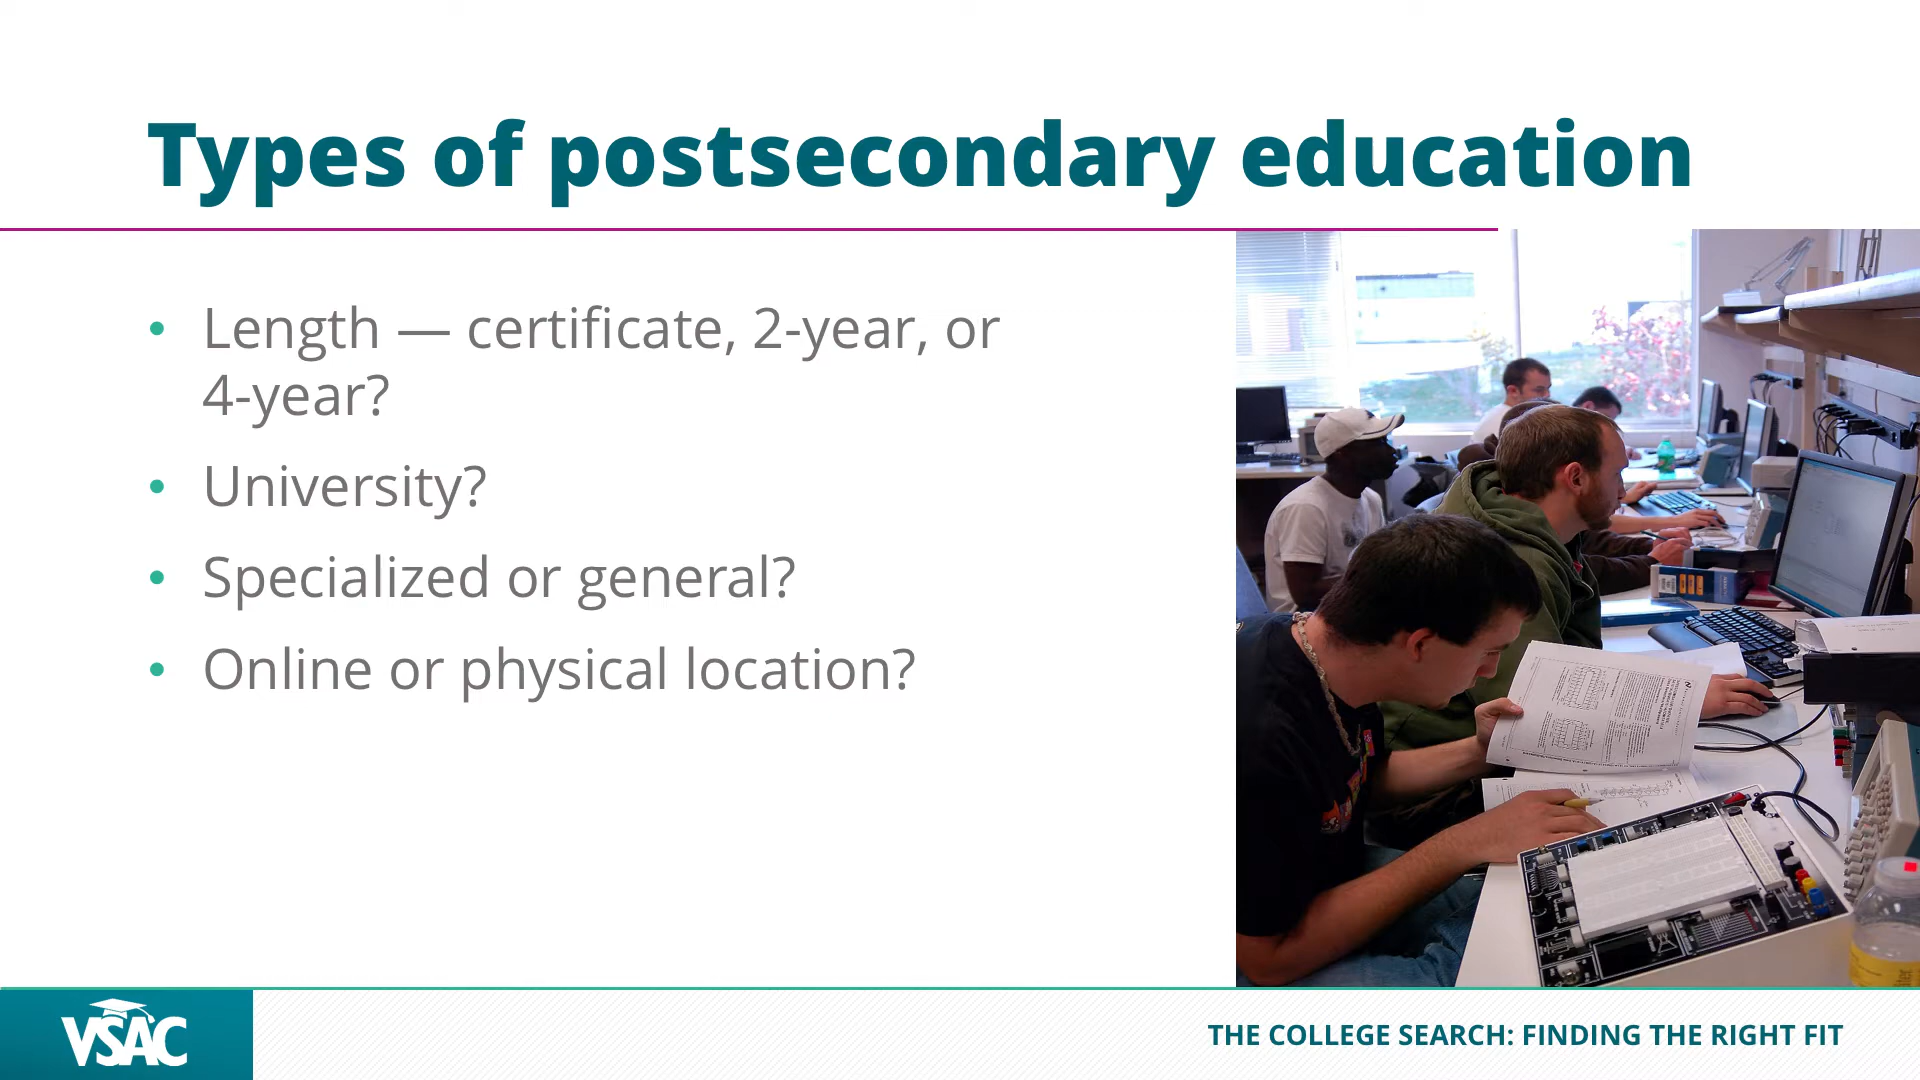 Types of postsecondary education
• Length — certificate, 2-year, or
4-year?
• University?
• Specialized or general?
• Online or physical location?
VSAC
THE COLLEGE SEARCH: FINDING THE RIGHT FIT